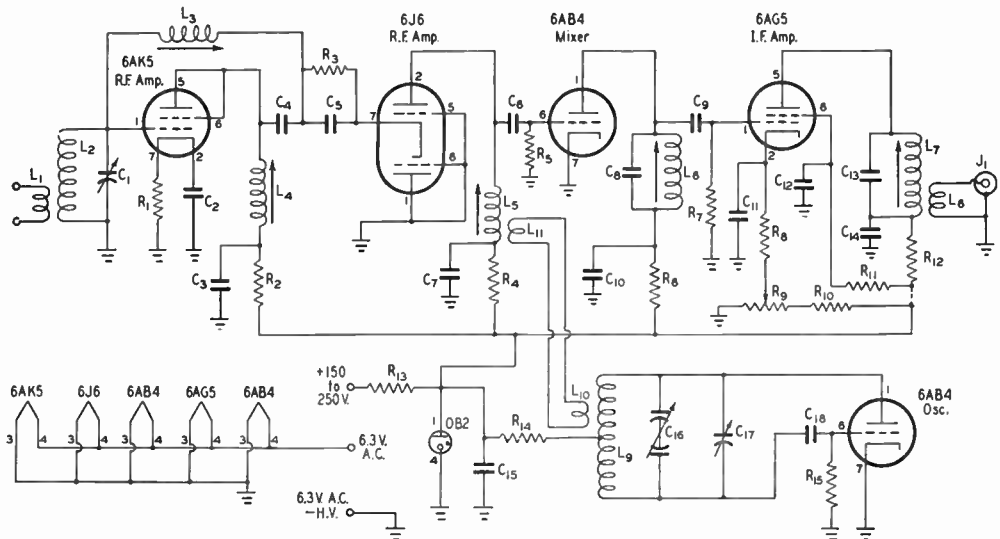 L3
6AK5
R.F. Amp.
6J6
R.F. Amp.
6AB4
Mixer
6AG5
I.F. Amp.
5
1
6
7
2
R3
C4
C5
2
7
5
6
1
C6
6
R5
1
7
C9
5
1
6
2
L1
L2
C1
R1
C2
L4
C3
R2
L5
L11
C7
R4
C8
L6
C10
R6
R7
C11
C12
R8
R9
R10
R11
C13
L7
C14
R12
L8
J1
6AK5
6J6
6AB4
6AG5
6AB4
3
4
3
4
3
4
3
4
3
4
6.3 V.
A.C.
6.3 V. A.C.
–H.V.
+150
to
250 V.
R13
1
OB2
4
C15
R14
L10
L9
C16
C17
C18
R15
1
6
7
6AB4
Osc.